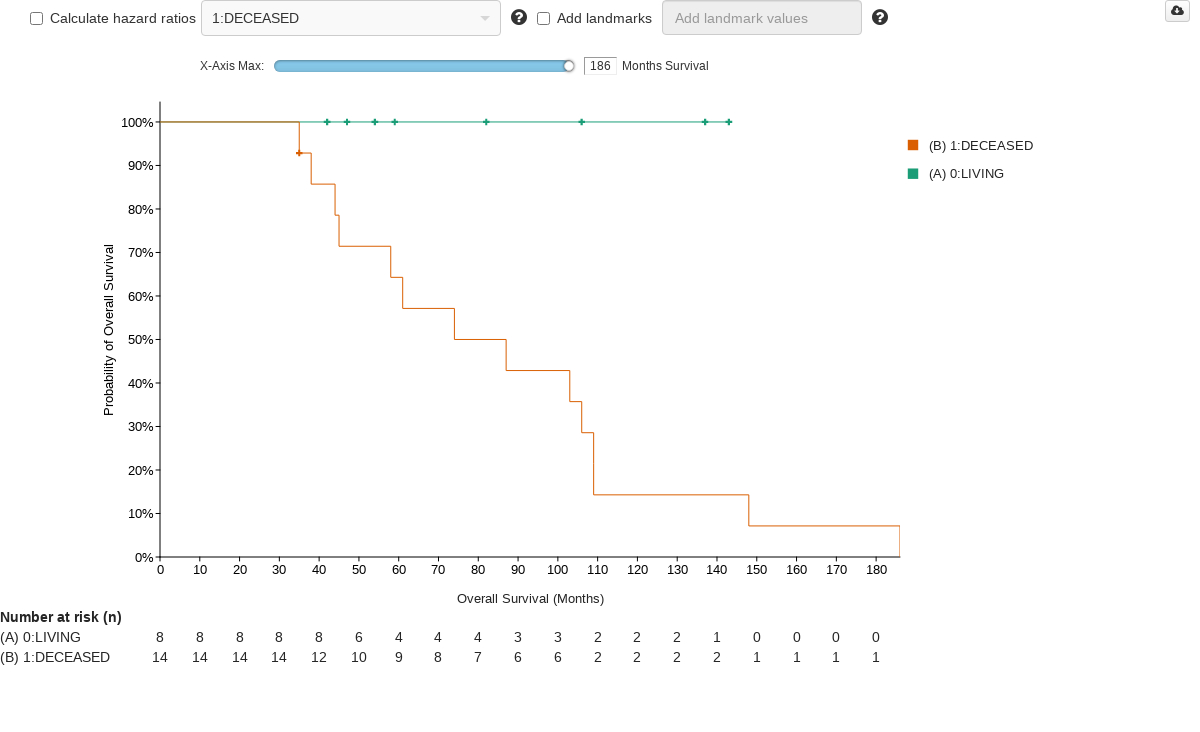 Calculate hazard ratios 1:DECEASED ? Add landmarks Add landmark values ?
X-Axis Max: 186 Months Survival
100%
90%
80%
70%
60%
50%
40%
30%
20%
10%
0%
Probability of Overall Survival
(B) 1:DECEASED
(A) 0:LIVING
0 10 20 30 40 50 60 70 80 90 100 110 120 130 140 150 160 170 180
Overall Survival (Months)
Number at risk (n)
(A) 0:LIVING 8 8 8 8 8 6 4 4 4 3 3 2 2 2 1 0 0 0 0
(B) 1:DECEASED 14 14 14 14 12 10 9 8 7 6 6 2 2 2 2 1 1 1 1